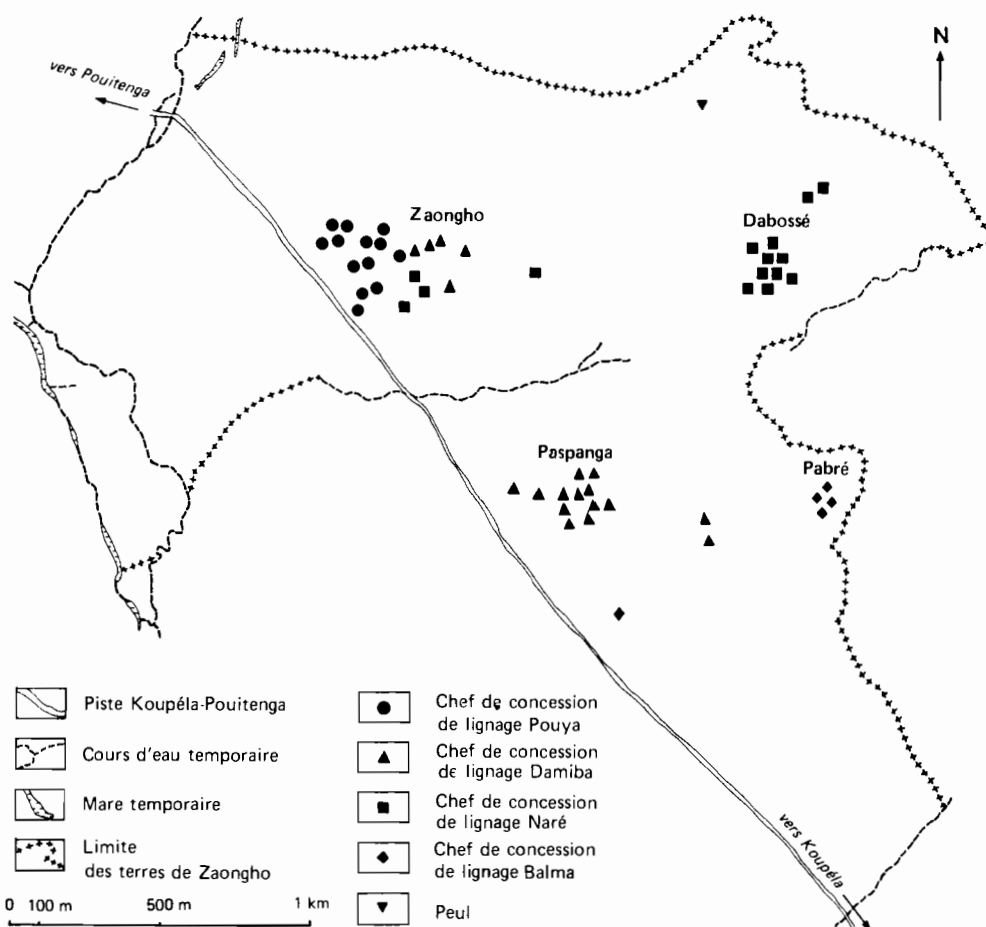 N
vers Pouitenga
Zaongho
Dabossé
Paspanga
Pabré
vers Koupéla
Piste Koupéla-Pouitenga
Cours d'eau temporaire
Mare temporaire
Limite
des terres de Zaongho
0 100 m 500 m 1 km
Chef de concession
de lignage Pouya
Chef de concession
de lignage Damiba
Chef de concession
de lignage Naré
Chef de concession
de lignage Balma
Peul